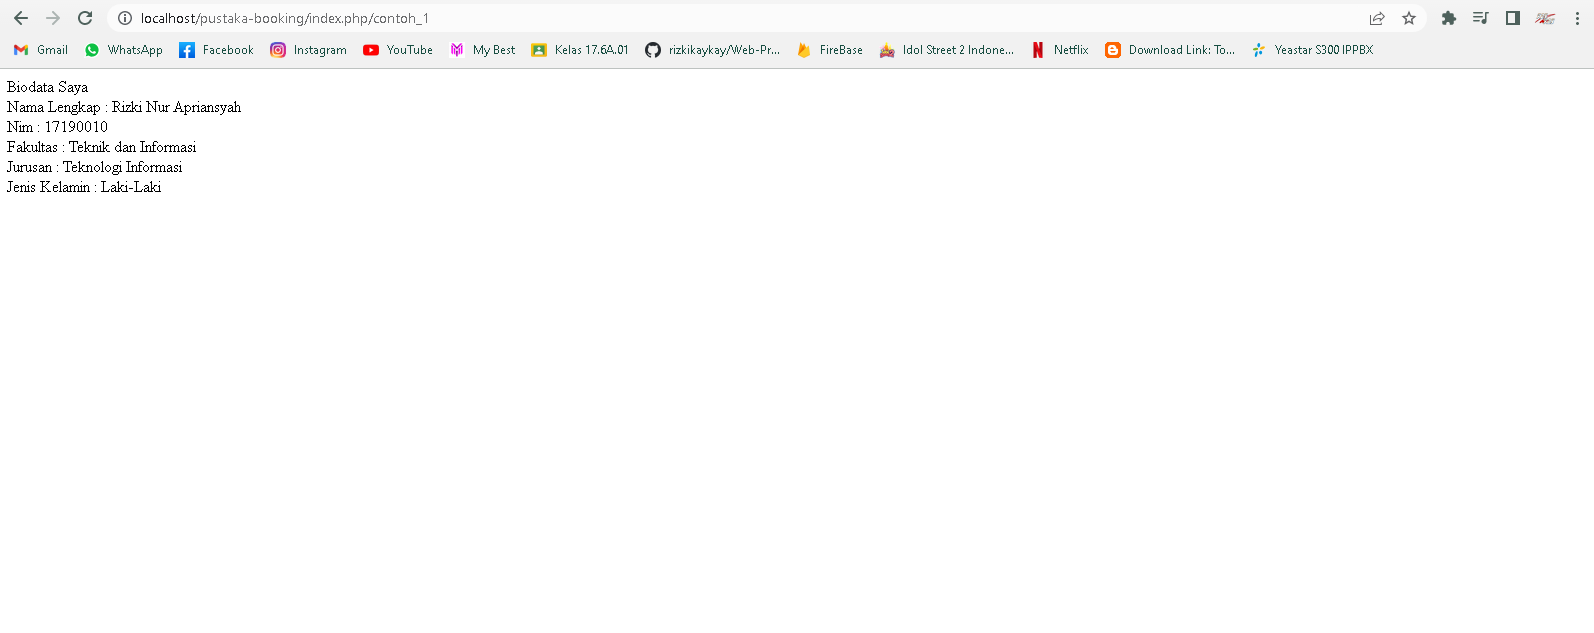 localhost/pustaka-booking/index.php/contoh_1
Gmail WhatsApp Facebook Instagram YouTube My Best Kelas 17.6A.01 rizkikaykay/Web-Pr... FireBase Idol Street 2 Indone... Netflix Download Link: To... Yeastar S300 IPPBX
Biodata Saya
Nama Lengkap : Rizki Nur Apriansyah
Nim : 17190010
Fakultas : Teknik dan Informasi
Jurusan : Teknologi Informasi
Jenis Kelamin : Laki-Laki